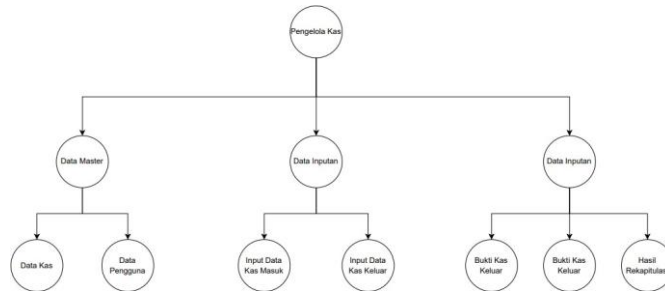 Pengelola Kas
Data Master
Data Inputan
Data Inputan
Data Kas
Data
Pengguna
Input Data
Kas Masuk
Input Data
Kas Keluar
Bukti Kas
Keluar
Bukti Kas
Keluar
Hasil
Rekapitulas